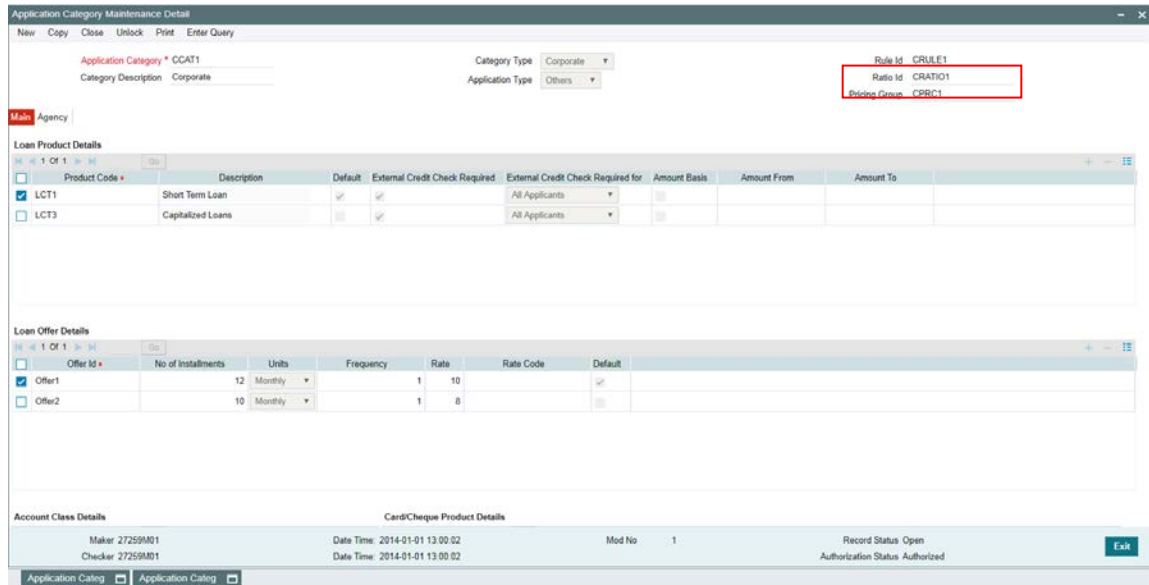 Application Category Maintenance Detail
New Copy Close Unlock Print Enter Query
Application Category * CCAT1 Category Type Corporate Rule Id CRULE1
Category Description Corporate Application Type Others Ratio Id CRATIO1
Pricing Group CPRC1
Main Agency
Loan Product Details
1 Of 1 Go
Product Code * Description Default External Credit Check Required External Credit Check Required for Amount Basis Amount From Amount To
LCT1 Short Term Loan All Applicants
LCT3 Capitalized Loans All Applicants
Loan Offer Details
1 Of 1 Go
Offer Id * No of Installments Units Frequency Rate Rate Code Default
Offer1 12 Monthly 1 10
Offer2 10 Monthly 1 8
Account Class Details Card/Cheque Product Details
Maker 27259M01 Date Time: 2014-01-01 13:00:02 Mod No 1 Record Status Open
Checker 27259M01 Date Time: 2014-01-01 13:00:02 Authorization Status Authorized
Exit
Application Categ Application Categ